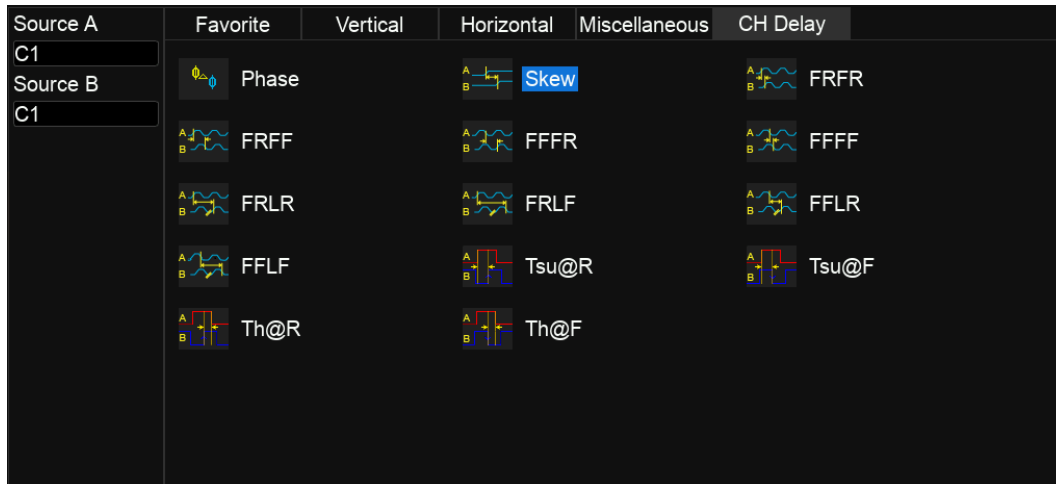 Source A
C1
Source B
C1
Favorite Vertical Horizontal Miscellaneous CH Delay
Φ Φ Phase A B Skew A B FRFR
A B FRFF A B FFFR A B FFFF
A B FRLR A B FRLF A B FFLR
A B FFLF A B Tsu@R A B Tsu@F
A B Th@R A B Th@F